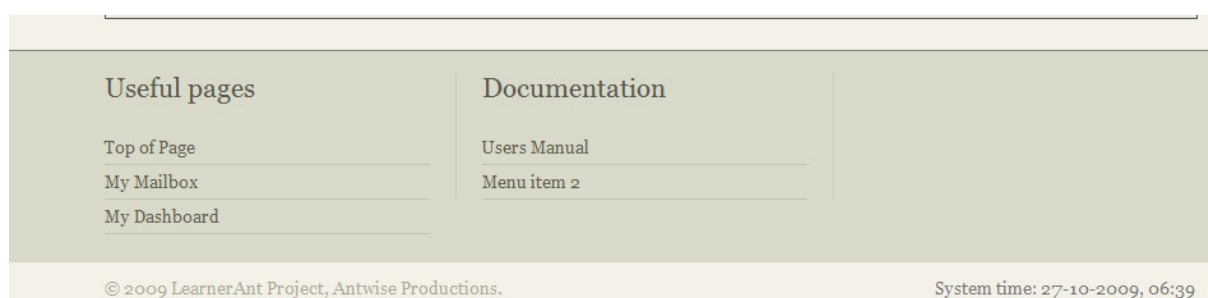 Useful pages
Top of Page
My Mailbox
My Dashboard
Documentation
Users Manual
Menu item 2
© 2009 LearnerAnt Project, Antwise Productions.
System time: 27-10-2009, 06:39